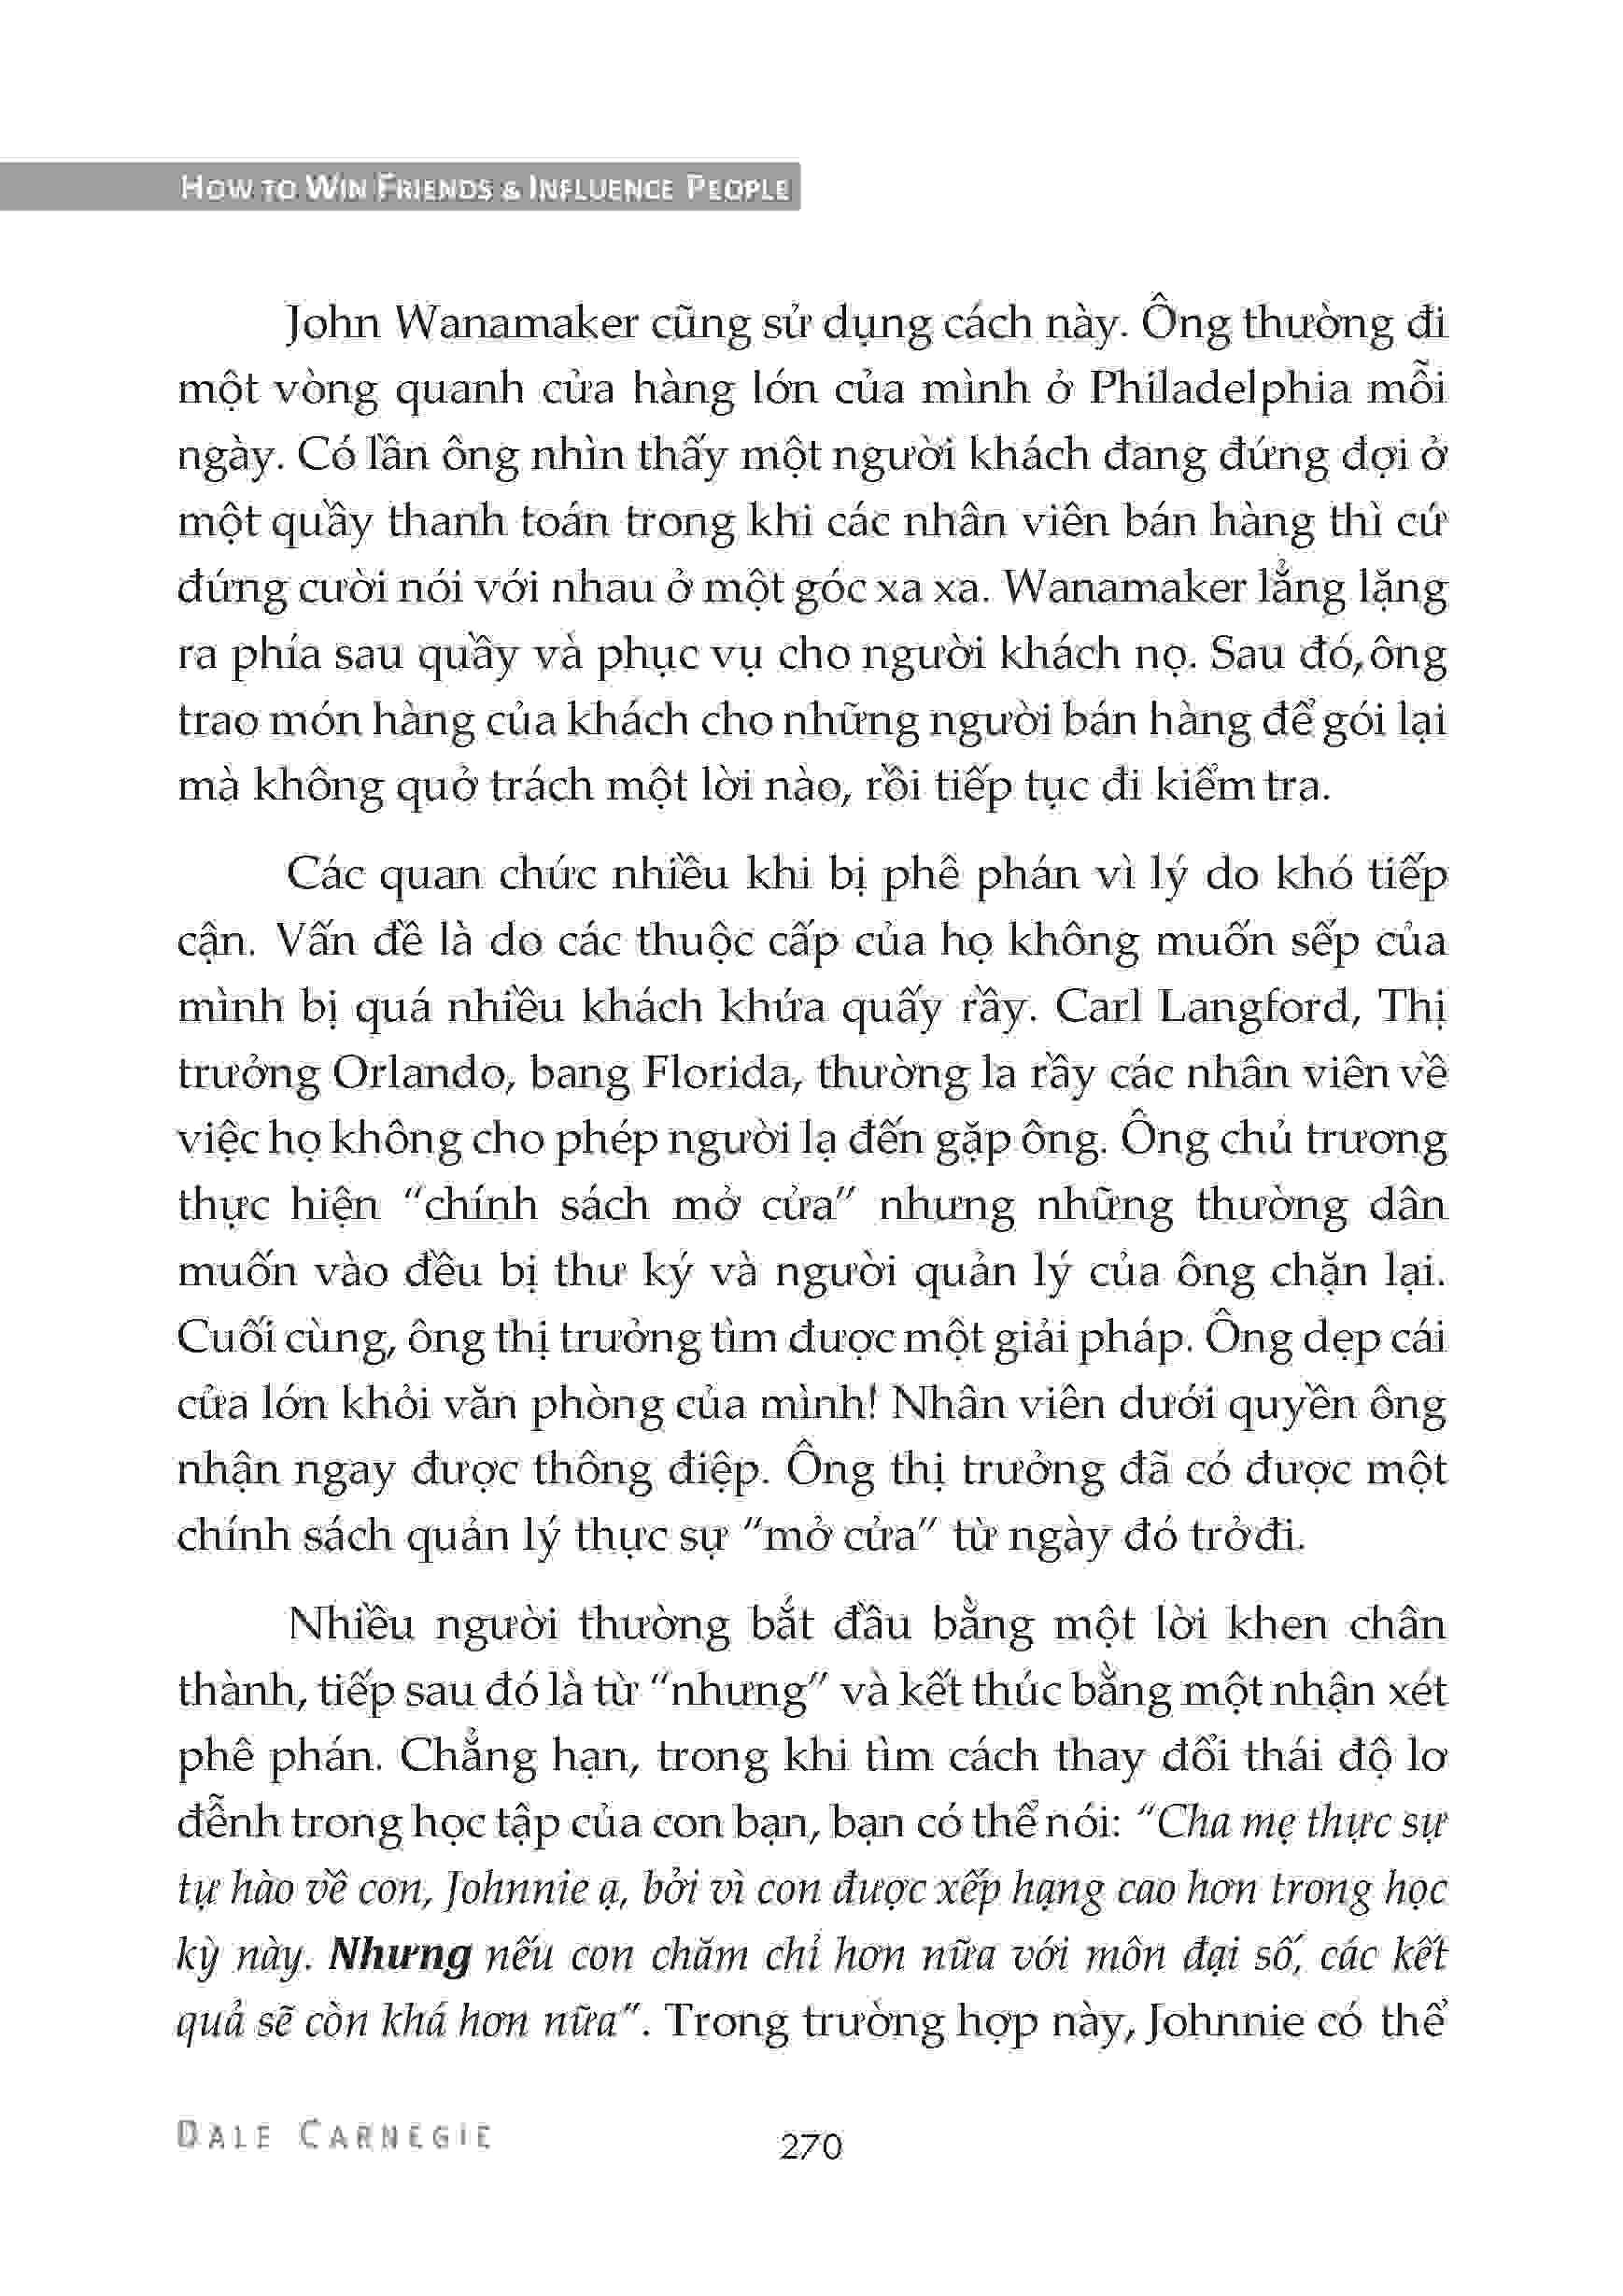 HOW TO WIN FRIENDS & INFLUENCE PEOPLE
John Wanamaker cũng sử dụng cách này. Ông thường đi
một vòng quanh cửa hàng lớn của mình ở Philadelphia mỗi
ngày. Có lần ông nhìn thấy một người khách đang đứng đợi ở
một quầy thanh toán trong khi các nhân viên bán hàng thì cứ
đứng cười nói với nhau ở một góc xa xa. Wanamaker lẳng lặng
ra phía sau quầy và phục vụ cho người khách nọ. Sau đó, ông
trao món hàng của khách cho những người bán hàng để gói lại
mà không quở trách một lời nào, rồi tiếp tục đi kiểm tra.
Các quan chức nhiều khi bị phê phán vì lý do khó tiếp
cận. Vấn đề là do các thuộc cấp của họ không muốn sếp của
mình bị quá nhiều khách khứa quấy rầy. Carl Langford, Thị
trưởng Orlando, bang Florida, thường la rầy các nhân viên về
việc họ không cho phép người lạ đến gặp ông. Ông chủ trương
thực hiện “chính sách mở cửa” nhưng những thường dân
muốn vào đều bị thư ký và người quản lý của ông chặn lại.
Cuối cùng, ông thị trưởng tìm được một giải pháp. Ông dẹp cái
cửa lớn khỏi văn phòng của mình! Nhân viên dưới quyền ông
nhận ngay được thông điệp. Ông thị trưởng đã có được một
chính sách quản lý thực sự “mở cửa” từ ngày đó trở đi.
Nhiều người thường bắt đầu bằng một lời khen chân
thành, tiếp sau đó là từ “nhưng” và kết thúc bằng một nhận xét
phê phán. Chẳng hạn, trong khi tìm cách thay đổi thái độ lơ
đễnh trong học tập của con bạn, bạn có thể nói: “Cha mẹ thực sự
tự hào về con, Johnnie ạ, bởi vì con được xếp hạng cao hơn trong học
kỳ này. Nhưng nếu con chăm chỉ hơn nữa với môn đại số, các kết
quả sẽ còn khá hơn nữa”. Trong trường hợp này, Johnnie có thể
DALE CARNEGIE
270